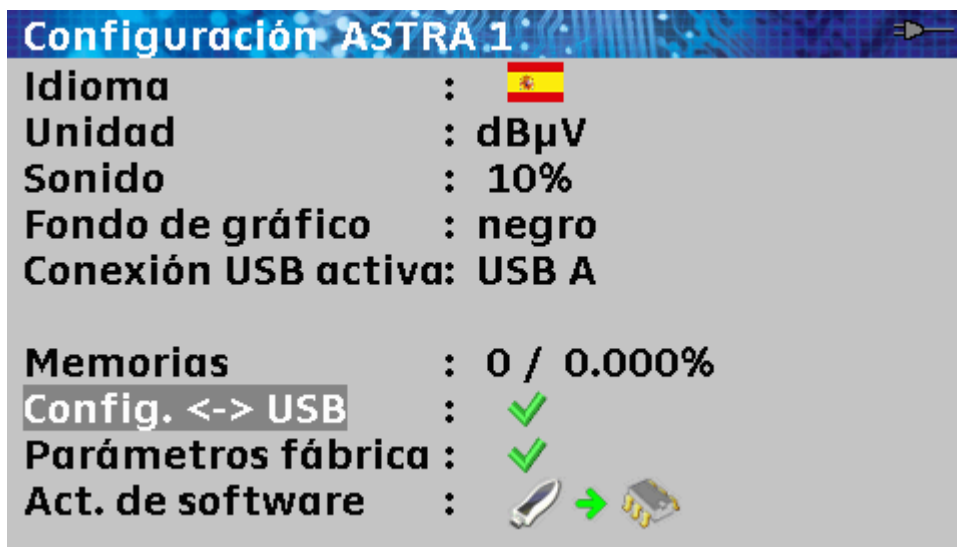 Configuración ASTRA 1
Idioma :
Unidad : dBµV
Sonido : 10%
Fondo de gráfico : negro
Conexión USB activa: USB A
Memorias : 0 / 0.000%
Config. <-> USB :
Parámetros fábrica :
Act. de software :